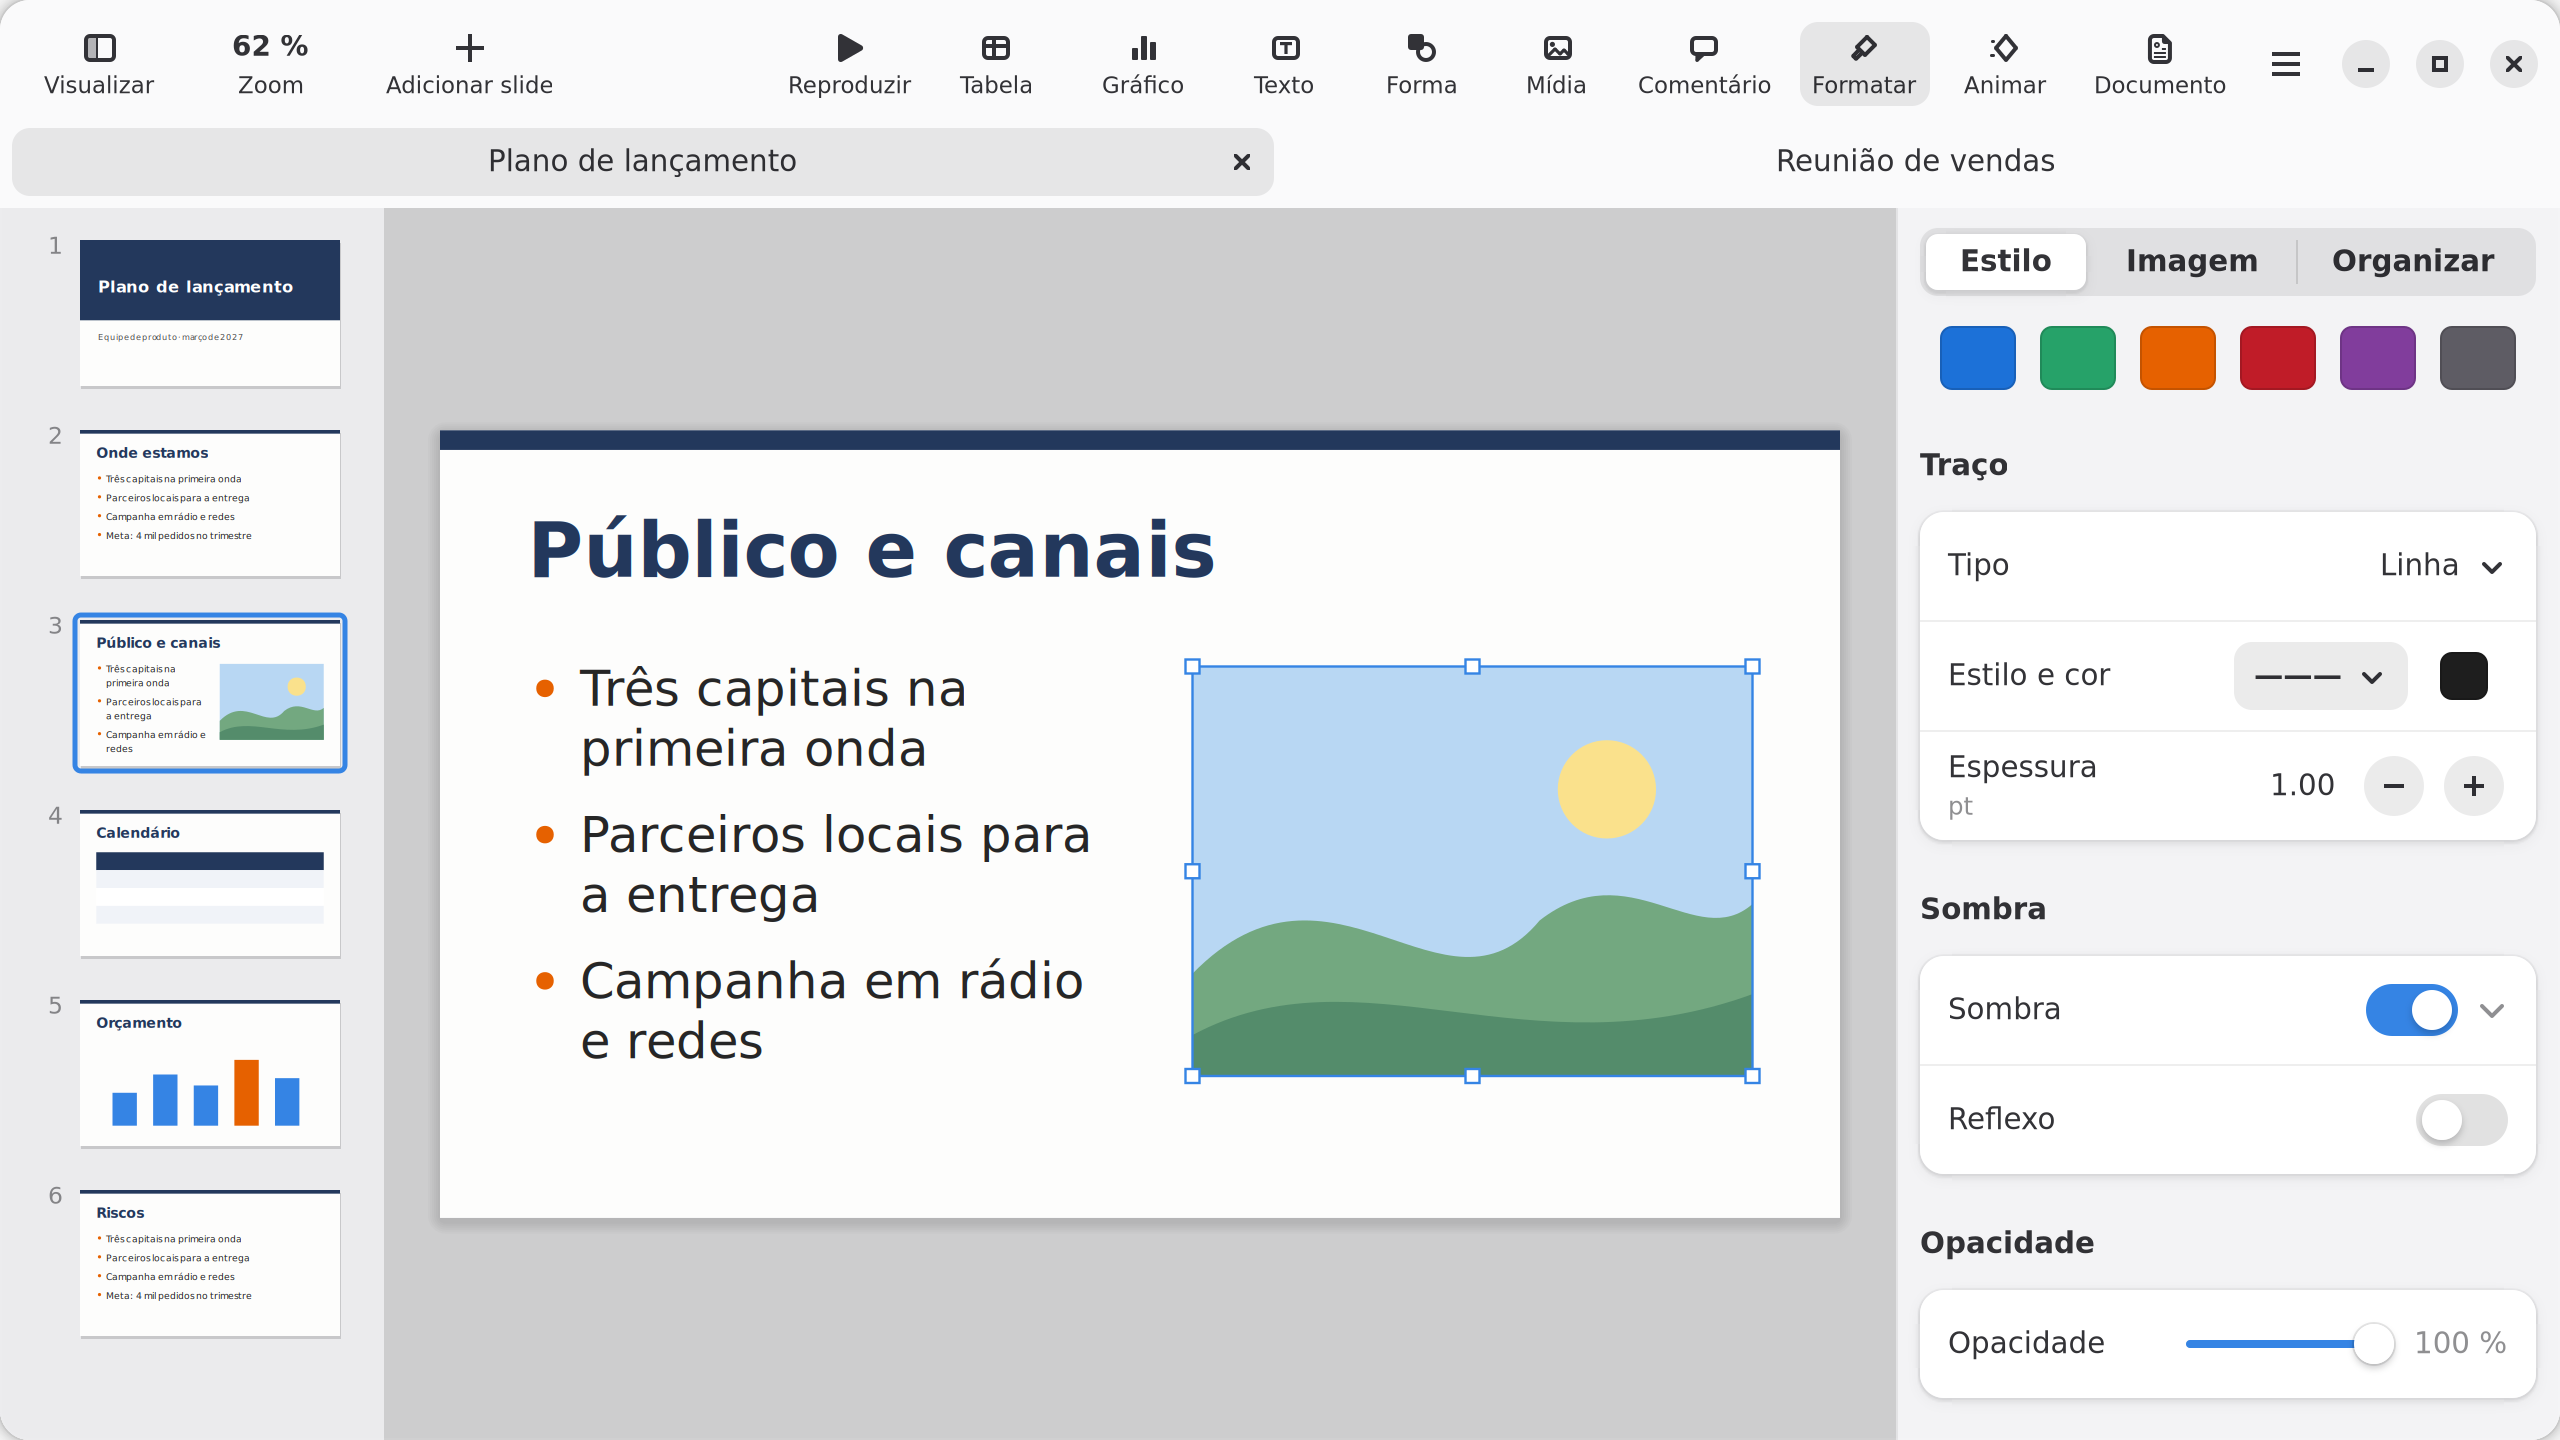 Visualizar
62 %
Zoom
Adicionar slide
Reproduzir
Tabela
Gráfico
Texto
Forma
Mídia
Comentário
Formatar
Animar
Documento
Plano de lançamento
Reunião de vendas
1
Plano de lançamento
Equipe de produto · março de 2027
2
Onde estamos
• Três capitais na primeira onda
• Parceiros locais para a entrega
• Campanha em rádio e redes
• Meta: 4 mil pedidos no trimestre
3
Público e canais
• Três capitais na
primeira onda
• Parceiros locais para
a entrega
• Campanha em rádio e
redes
4
Calendário
5
Orçamento
6
Riscos
• Três capitais na primeira onda
• Parceiros locais para a entrega
• Campanha em rádio e redes
• Meta: 4 mil pedidos no trimestre
Público e canais
• Três capitais na
primeira onda
• Parceiros locais para
a entrega
• Campanha em rádio
e redes
Estilo
Imagem
Organizar
Traço
Tipo
Linha
Estilo e cor
Espessura
pt
1.00
Sombra
Sombra
Reflexo
Opacidade
Opacidade
100 %